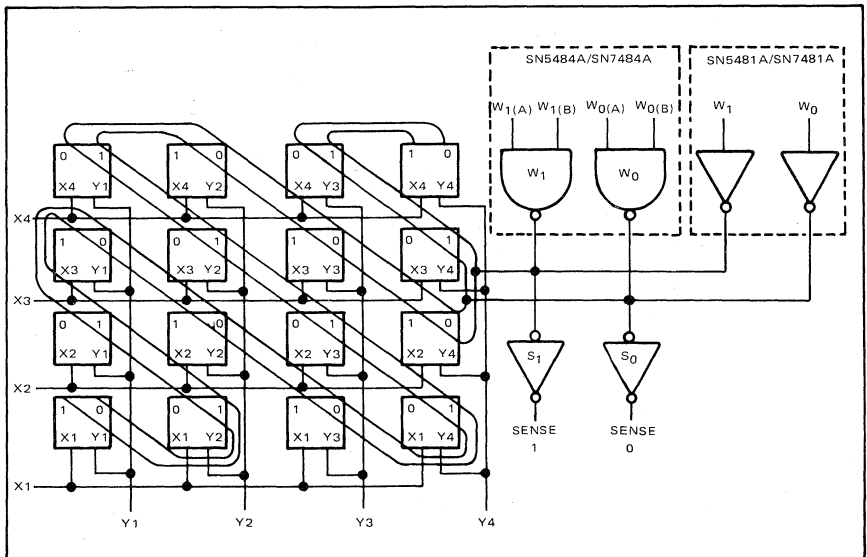 SN5484A/SN7484A
SN5481A/SN7481A
W1(A) W1(B) W0(A) W0(B)
W1 W0
W1 W0
0 1 1 0 0 1 1 0
X4 Y1 X4 Y2 X4 Y3 X4 Y4
X4
1 0 0 1 1 0 0 1
X3 Y1 X3 Y2 X3 Y3 X3 Y4
X3
0 1 1 0 0 1 1 0
X2 Y1 X2 Y2 X2 Y3 X2 Y4
X2
S1 S0
1 0 0 1 1 0 0 1
X1 Y1 X1 Y2 X1 Y3 X1 Y4
SENSE 1
SENSE 0
X1
Y1 Y2 Y3 Y4